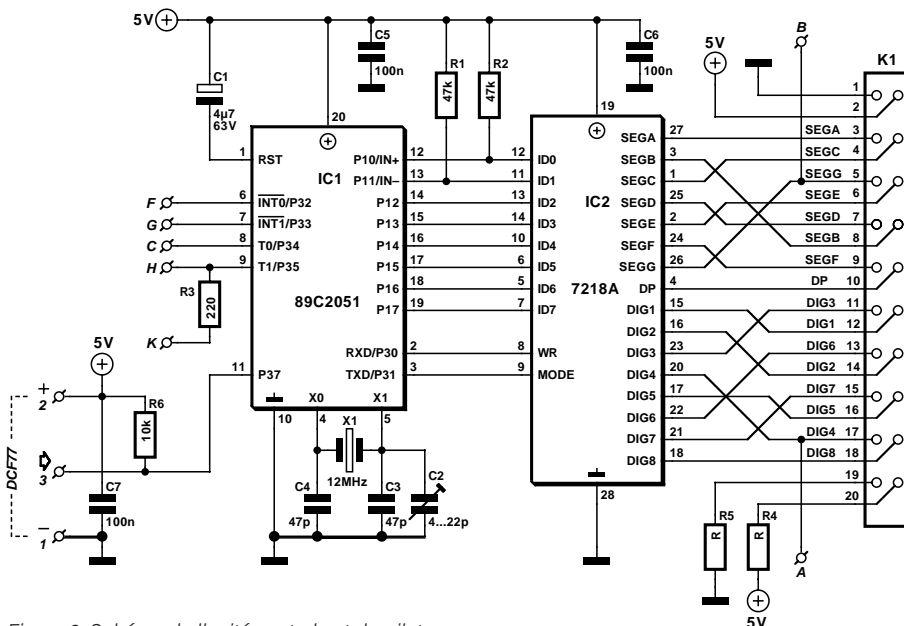 5V
C1
4µ7
63V
C5
100n
R1
47k
R2
47k
C6
100n
5V
B
K1
20
19
1 RST
IC1
P10/IN+ 12
P11/IN– 13
6 INT0/P32
P12 14
7 INT1/P33
P13 15
8 T0/P34
P14 16
9 T1/P35
P15 17
P16 18
89C2051
P17 19
RXD/P30 2
TXD/P31 3
11 P37
10
X0
4
X1
5
F
G
C
H
R3
220
K
5V
+
2
R6
10k
DCF77
3
C7
100n
–
1
X1
12MHz
C4
47p
C3
47p
C2
4...22p
12 ID0
11 ID1
13 ID2
14 ID3
10 ID4
6 ID5
5 ID6
7 ID7
8 WR
9 MODE
IC2
7218A
28
SEGA 27
SEGB 3
SEGC 1
SEGD 25
SEGE 2
SEGF 24
SEGG 26
DP 4
DIG1 15
DIG2 16
DIG3 23
DIG4 20
DIG5 17
DIG6 22
DIG7 21
DIG8 18
1
2
SEGA 3
SEGC 4
SEGG 5
SEGE 6
SEGD 7
SEGB 8
SEGF 9
DP 10
DIG3 11
DIG1 12
DIG6 13
DIG2 14
DIG7 15
DIG5 16
DIG4 17
DIG8 18
19
20
R5
R
R4
R
A
5V